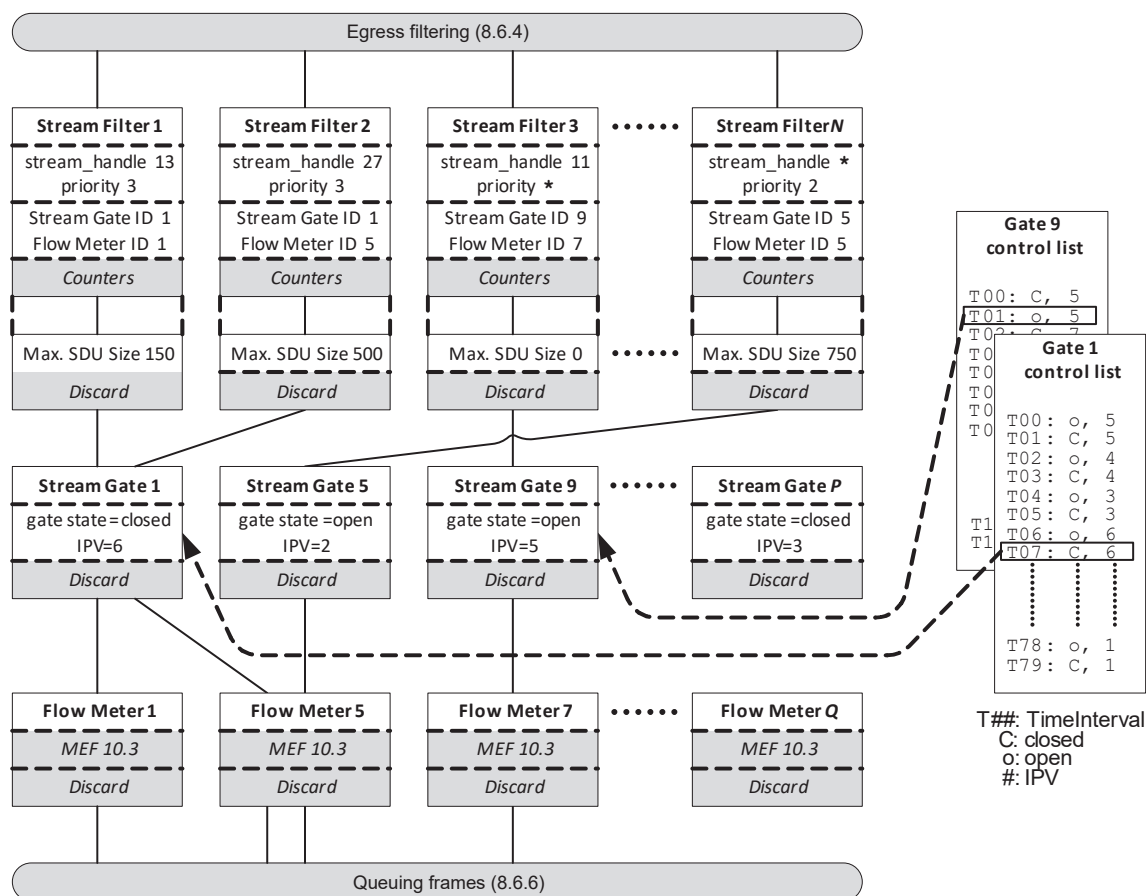 Egress filtering (8.6.4)
Stream Filter 1
stream_handle 13
priority 3
Stream Gate ID 1
Flow Meter ID 1
Counters
Max. SDU Size 150
Discard
Stream Filter 2
stream_handle 27
priority 3
Stream Gate ID 1
Flow Meter ID 5
Counters
Max. SDU Size 500
Discard
Stream Filter 3
stream_handle 11
priority *
Stream Gate ID 9
Flow Meter ID 7
Counters
Max. SDU Size 0
Discard
Stream Filter N
stream_handle *
priority 2
Stream Gate ID 5
Flow Meter ID 5
Counters
Max. SDU Size 750
Discard
Stream Gate 1
gate state =closed
IPV=6
Discard
Stream Gate 5
gate state =open
IPV=2
Discard
Stream Gate 9
gate state =open
IPV=5
Discard
Stream Gate P
gate state =closed
IPV=3
Discard
Flow Meter 1
MEF 10.3
Discard
Flow Meter 5
MEF 10.3
Discard
Flow Meter 7
MEF 10.3
Discard
Flow Meter Q
MEF 10.3
Discard
Queuing frames (8.6.6)
Gate 9
control list
T00: C, 5
T01: o, 5
T0
T0
T0
T0
T0
T1
T1
Gate 1
control list
T00: o, 5
T01: C, 5
T02: o, 4
T03: C, 4
T04: o, 3
T05: C, 3
T06: o, 6
T07: C, 6
T78: o, 1
T79: C, 1
T##: TimeInterval
C: closed
o: open
#: IPV